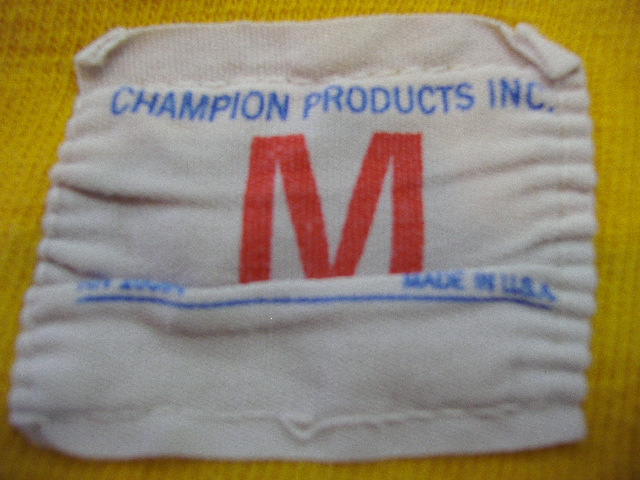 CHAMPION PRODUCTS INC.
M
MADE IN U.S.A.